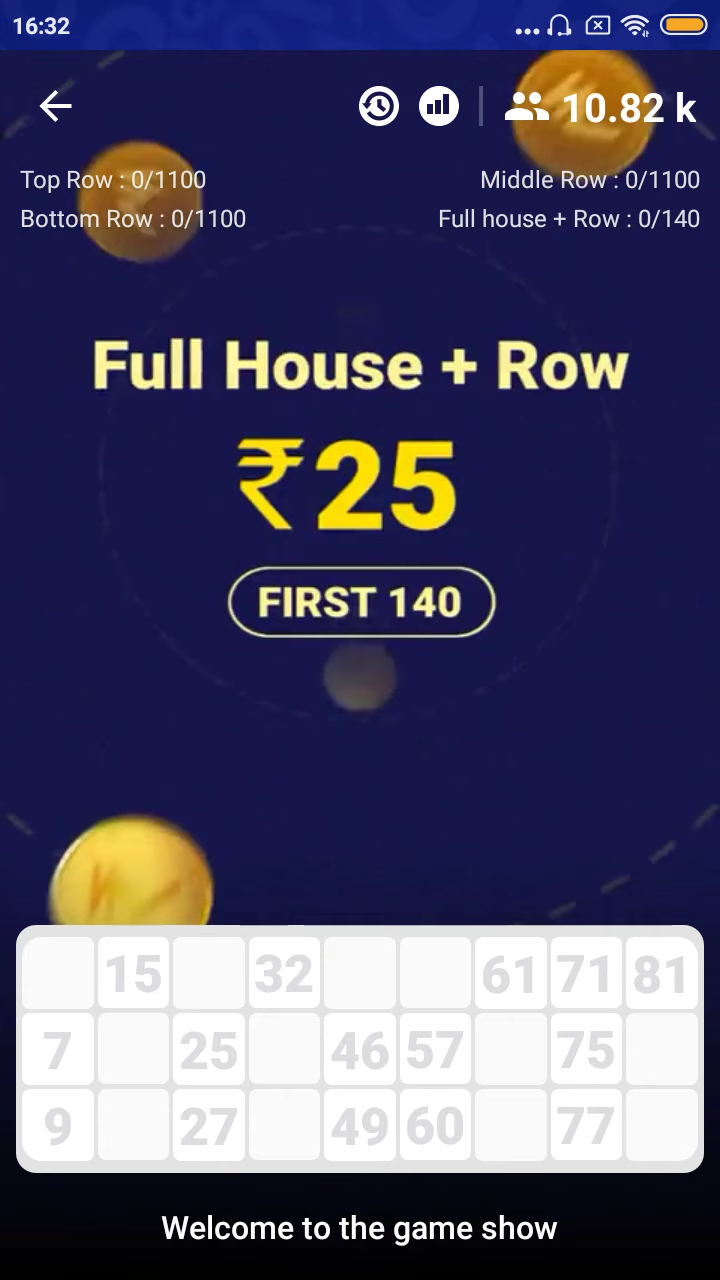 16:32
10.82 k
Top Row : 0/1100
Middle Row : 0/1100
Bottom Row : 0/1100
Full house + Row : 0/140
Full House + Row
₹25
FIRST 140
15 32 61 71 81
7 25 46 57 75
9 27 49 60 77
Welcome to the game show